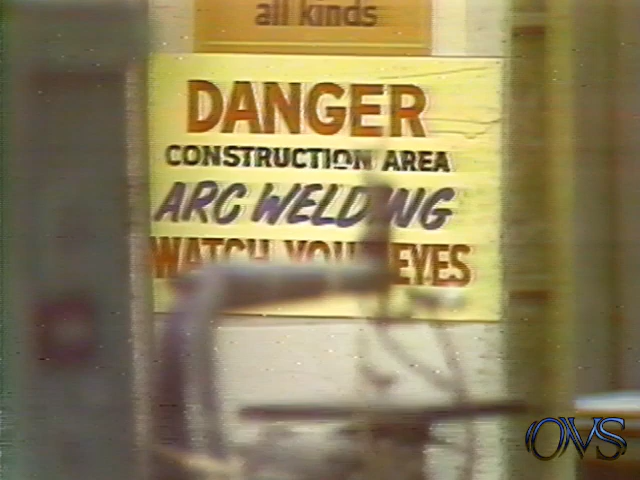 all kinds
DANGER
CONSTRUCTION AREA
ARC WELDING
WATCH YOUR EYES
OVS